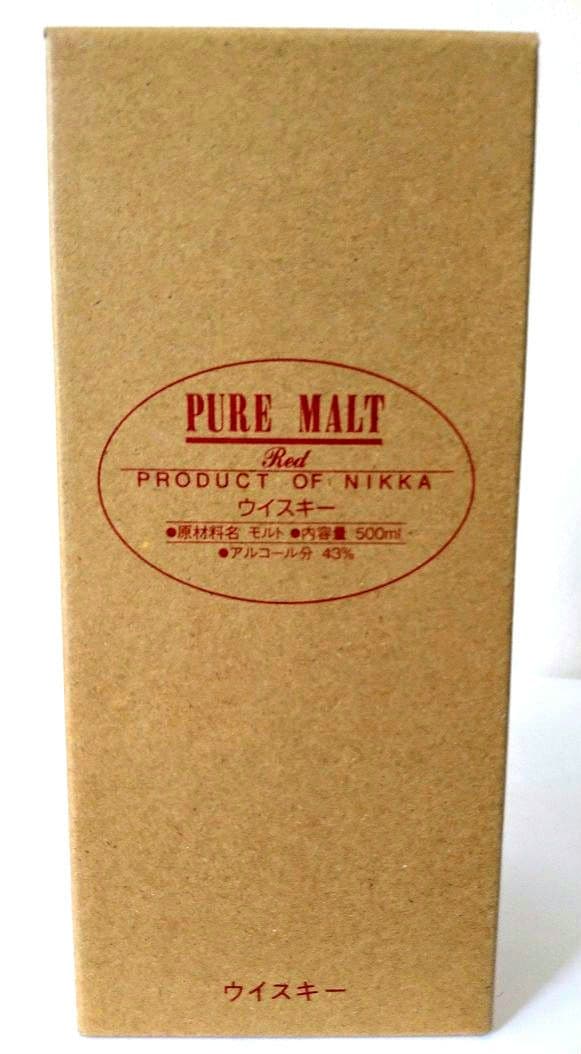 PURE MALT
Red
PRODUCT OF NIKKA
ウイスキー
●原材料名 モルト ●内容量 500ml
●アルコール分 43%
ウイスキー